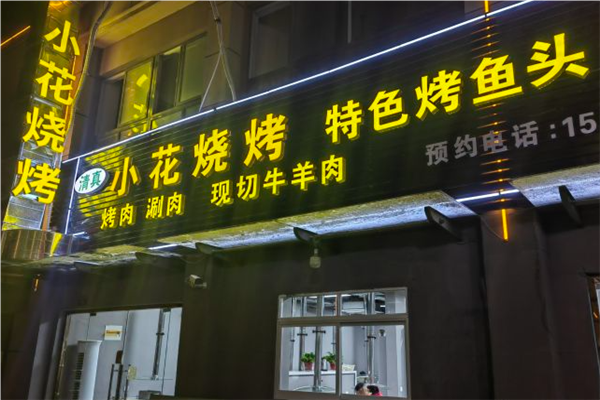 小花烧烤
清真
小花烧烤 特色烤鱼头
烤肉 涮肉 现切牛羊肉
预约电话:15